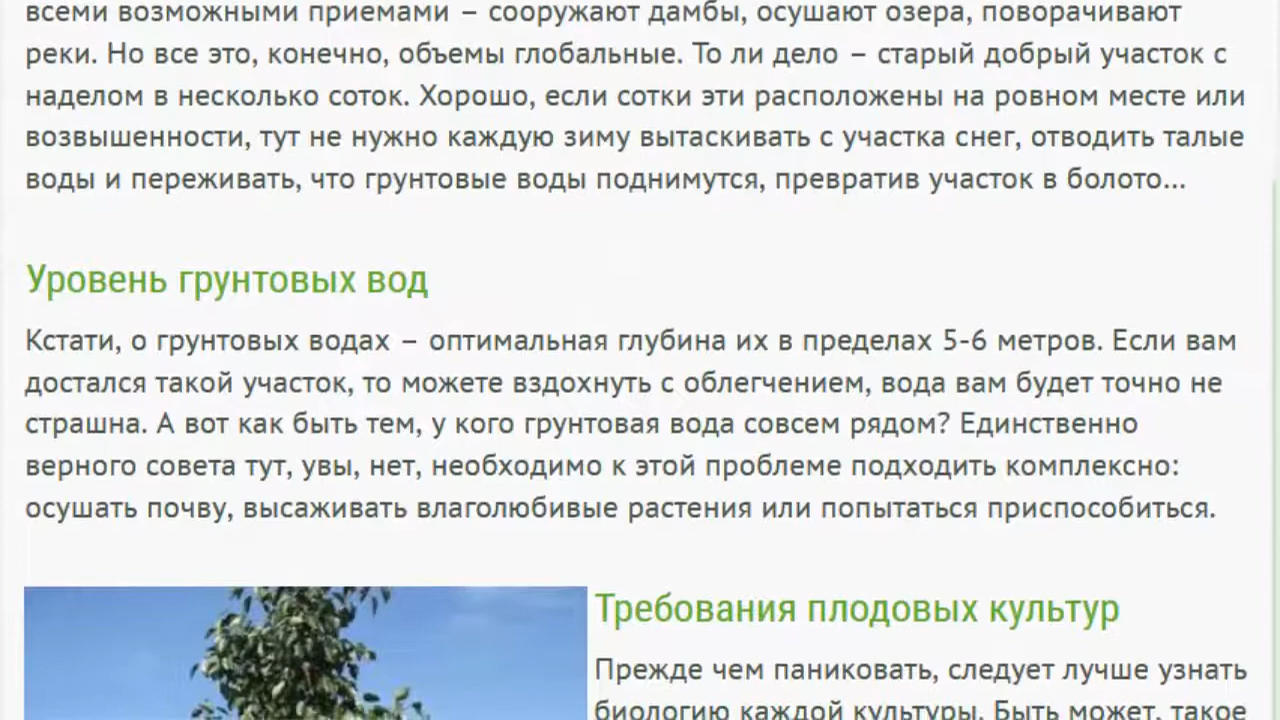 всеми возможными приемами – сооружают дамбы, осушают озера, поворачивают
реки. Но все это, конечно, объемы глобальные. То ли дело – старый добрый участок с
наделом в несколько соток. Хорошо, если сотки эти расположены на ровном месте или
возвышенности, тут не нужно каждую зиму вытаскивать с участка снег, отводить талые
воды и переживать, что грунтовые воды поднимутся, превратив участок в болото...
Уровень грунтовых вод
Кстати, о грунтовых водах – оптимальная глубина их в пределах 5-6 метров. Если вам
достался такой участок, то можете вздохнуть с облегчением, вода вам будет точно не
страшна. А вот как быть тем, у кого грунтовая вода совсем рядом? Единственно
верного совета тут, увы, нет, необходимо к этой проблеме подходить комплексно:
осушать почву, высаживать влаголюбивые растения или попытаться приспособиться.
Требования плодовых культур
Прежде чем паниковать, следует лучше узнать
биологию каждой культуры. Быть может, такое